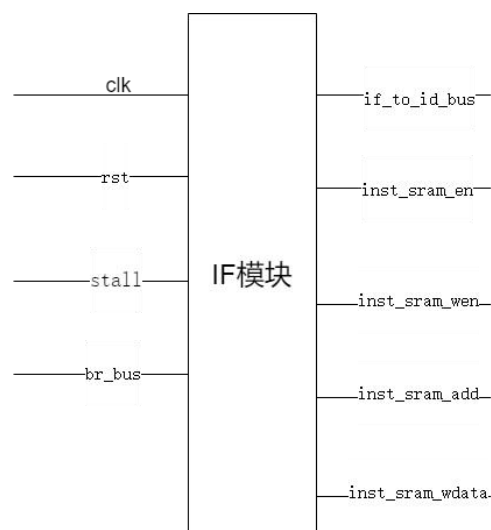 clk
rst
stall
br_bus
IF模块
if_to_id_bus
inst_sram_en
inst_sram_wen
inst_sram_add
inst_sram_wdata